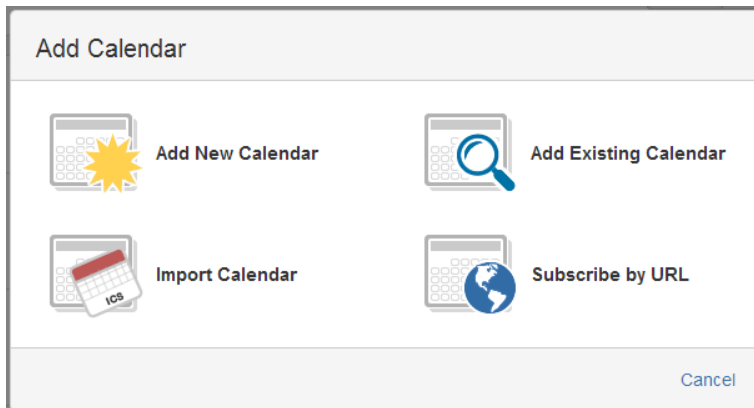 Add Calendar
Add New Calendar
Add Existing Calendar
ICS
Import Calendar
Subscribe by URL
Cancel